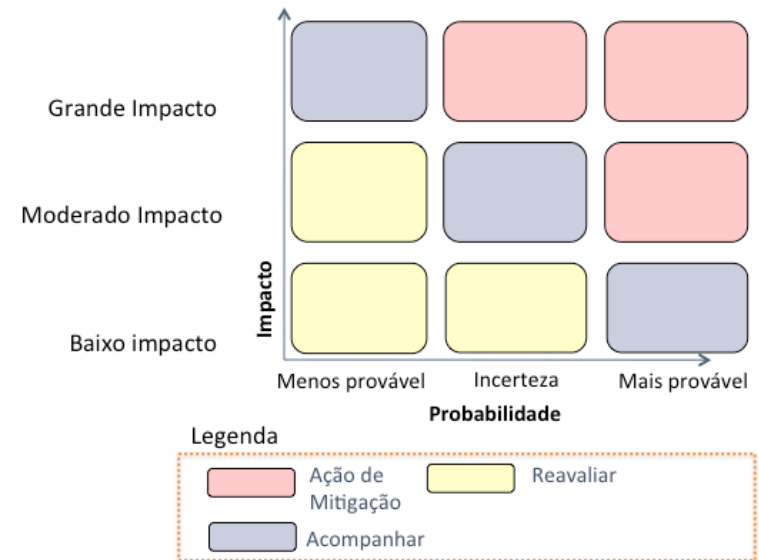 Grande Impacto
Moderado Impacto
Baixo impacto
Impacto
Menos provável
Incerteza
Mais provável
Probabilidade
Legenda
Ação de
Mitigação
Reavaliar
Acompanhar